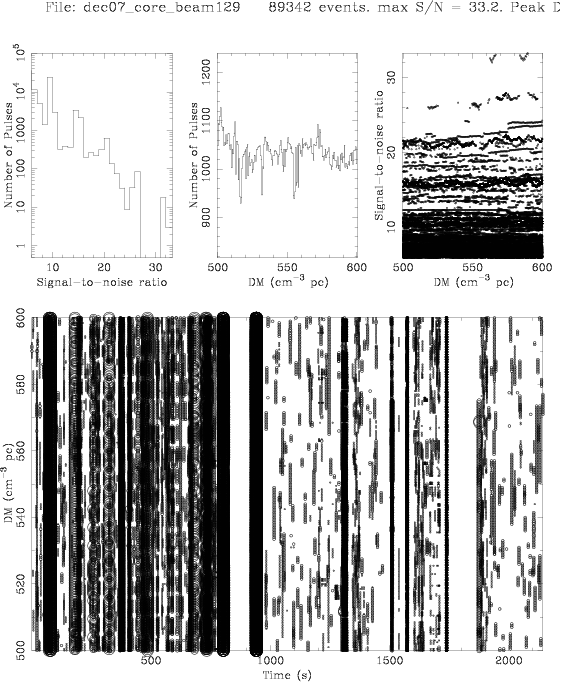 File: dec07_core_beam129 89342 events. max S/N = 33.2. Peak D
Number of Pulses
1 10 100 1000 10^4 10^5
10 20 30
Signal-to-noise ratio
Number of Pulses
900 1000 1100 1200
500 550 600
DM (cm^-3 pc)
Signal-to-noise ratio
10 20 30
500 550 600
DM (cm^-3 pc)
DM (cm^-3 pc)
500 520 540 560 580 600
500 1000 1500 2000
Time (s)